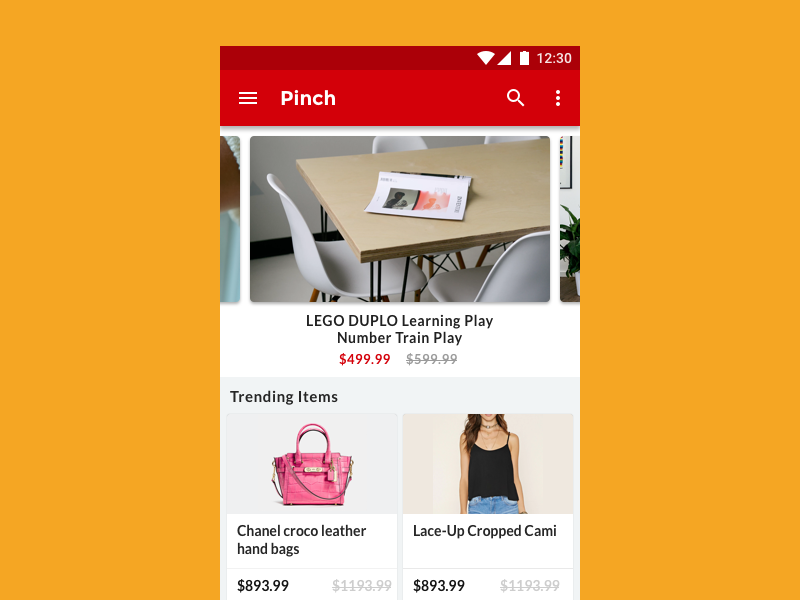 12:30
Pinch
LEGO DUPLO Learning Play
Number Train Play
$499.99 $599.99
Trending Items
Chanel croco leather
hand bags
Lace-Up Cropped Cami
$893.99 $1193.99
$893.99 $1193.99